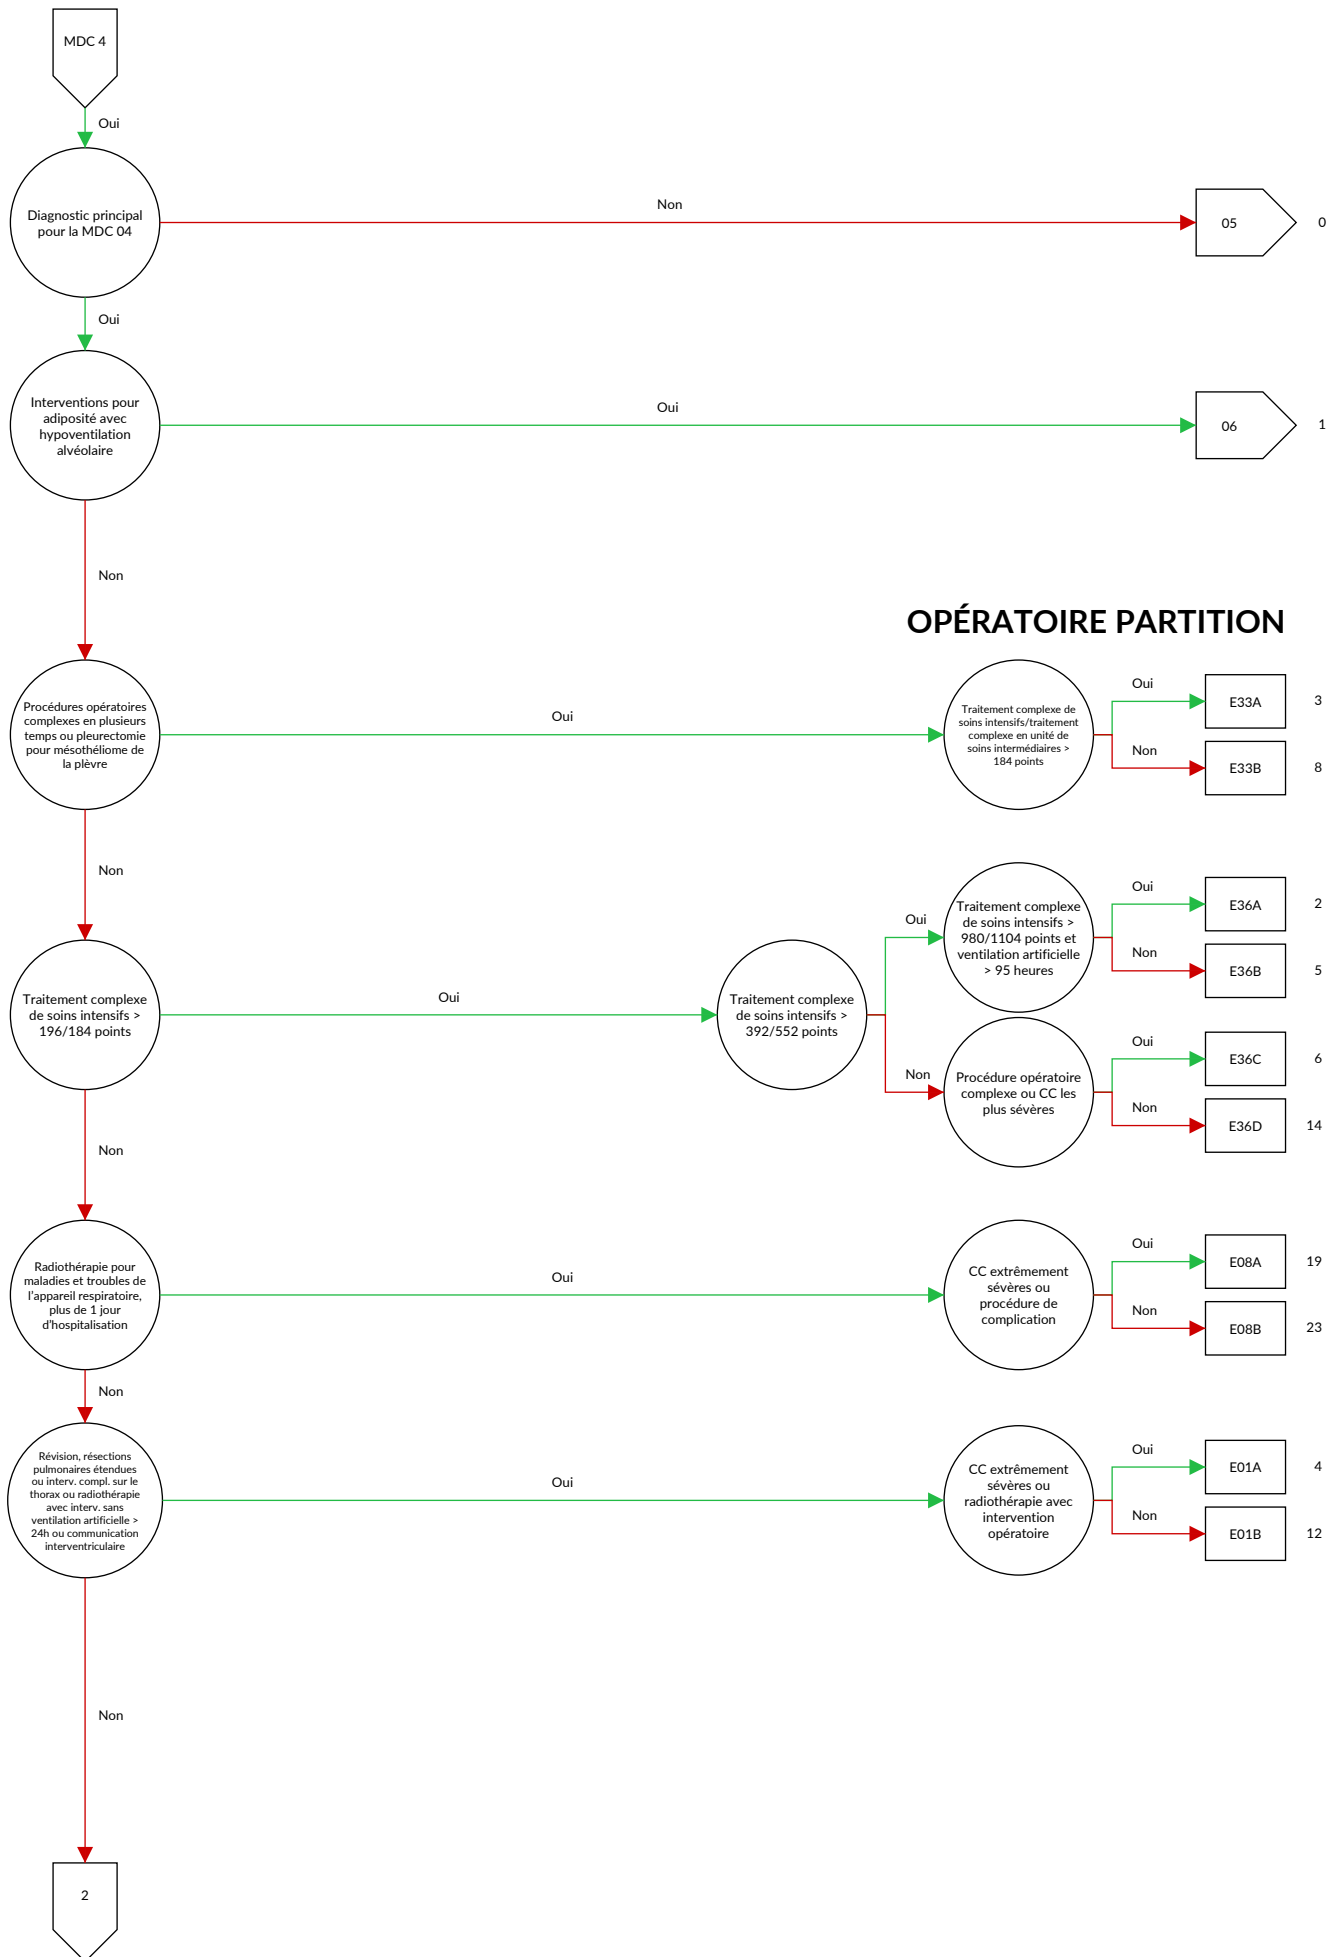 MDC 4
Oui
Diagnostic principal
pour la MDC 04
Non
05
0
Oui
Interventions pour
adiposité avec
hypoventilation
alvéolaire
Oui
06
1
Non
OPÉRATOIRE PARTITION
Procédures opératoires
complexes en plusieurs
temps ou pleurectomie
pour mésothéliome de
la plèvre
Oui
Traitement complexe de
soins intensifs/traitement
complexe en unité de
soins intermédiaires >
184 points
Oui
E33A
3
Non
E33B
8
Non
Traitement complexe
de soins intensifs >
196/184 points
Oui
Traitement complexe
de soins intensifs >
392/552 points
Oui
Traitement complexe
de soins intensifs >
980/1104 points et
ventilation artificielle
> 95 heures
Oui
E36A
2
Non
E36B
5
Non
Procédure opératoire
complexe ou CC les
plus sévères
Oui
E36C
6
Non
E36D
14
Non
Radiothérapie pour
maladies et troubles de
l'appareil respiratoire,
plus de 1 jour
d'hospitalisation
Oui
CC extrêmement
sévères ou
procédure de
complication
Oui
E08A
19
Non
E08B
23
Non
Révision, résections
pulmonaires étendues
ou interv. compl. sur le
thorax ou radiothérapie
avec interv. sans
ventilation artificielle >
24h ou communication
interventriculaire
Oui
CC extrêmement
sévères ou
radiothérapie avec
intervention
opératoire
Oui
E01A
4
Non
E01B
12
Non
2